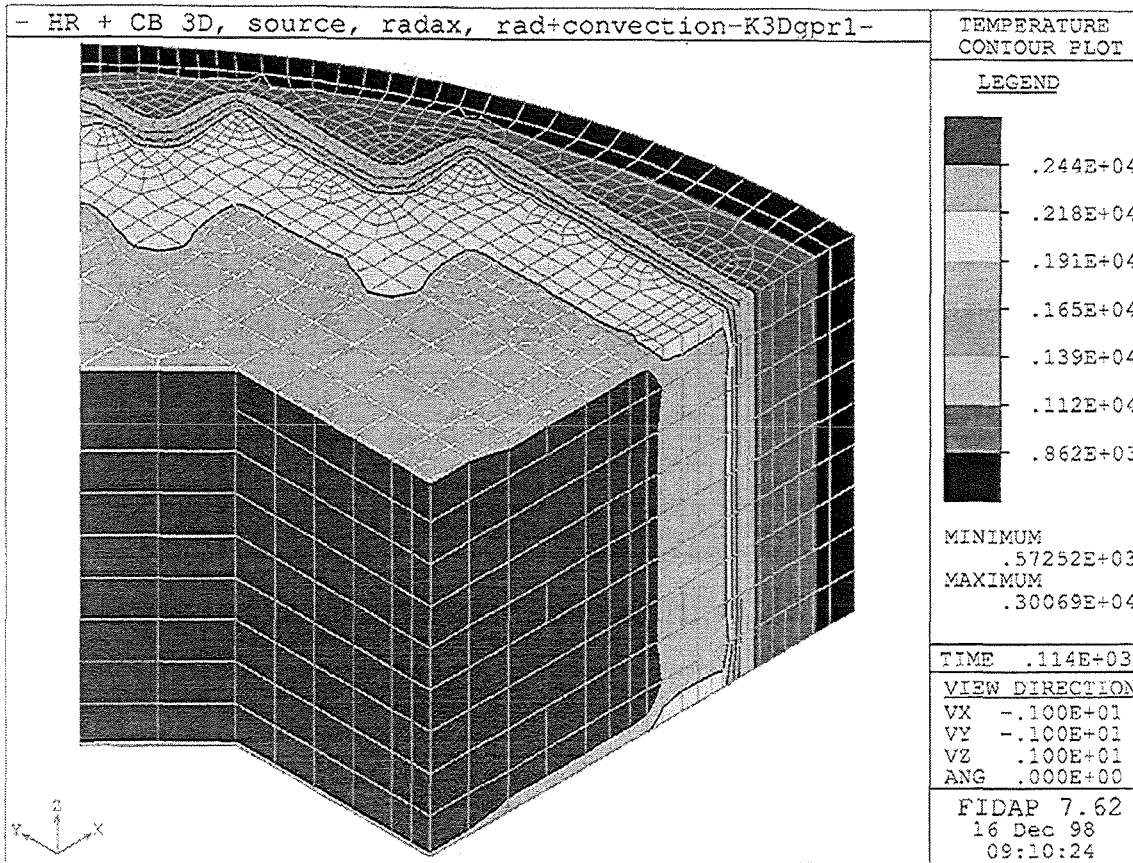 - HR + CB 3D, source, radax, rad+convection-K3Dgpr1-
TEMPERATURE
CONTOUR PLOT
LEGEND
.244E+04
.218E+04
.191E+04
.165E+04
.139E+04
.112E+04
.862E+03
MINIMUM
.57252E+03
MAXIMUM
.30069E+04
TIME .114E+03
VIEW DIRECTION
VX -.100E+01
VY -.100E+01
VZ .100E+01
ANG .000E+00
FIDAP 7.62
16 Dec 98
09:10:24
Z
Y X